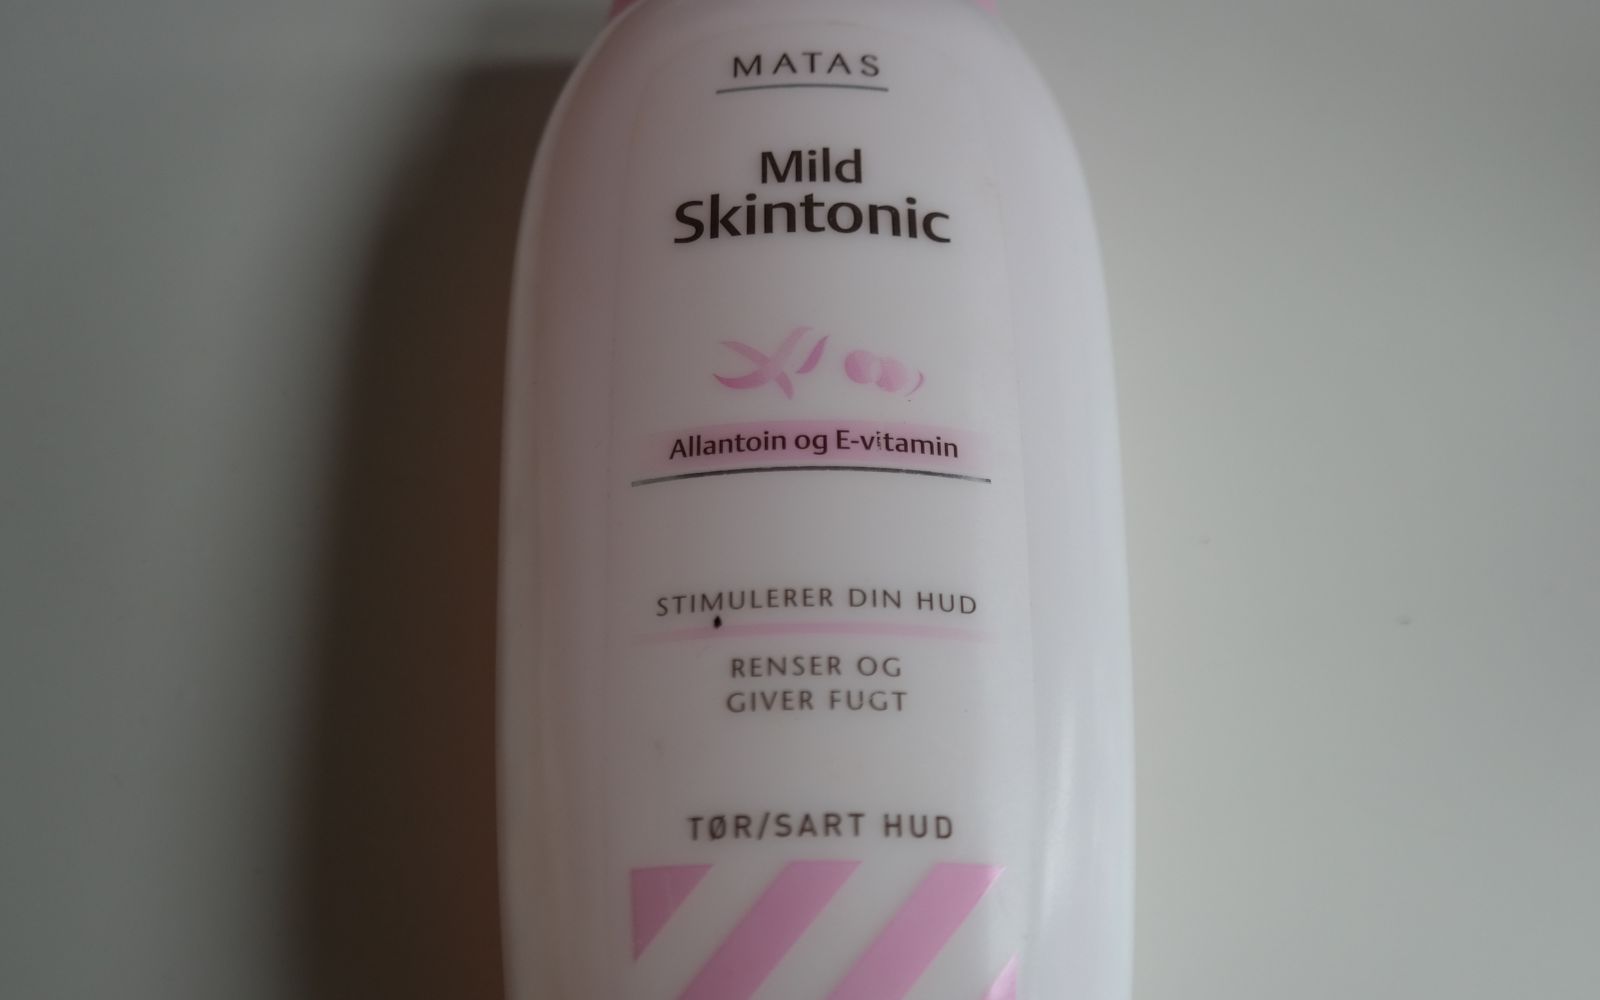 MATAS
Mild
Skintonic
Allantoin og E-vitamin
STIMULERER DIN HUD
RENSER OG
GIVER FUGT
TØR/SART HUD